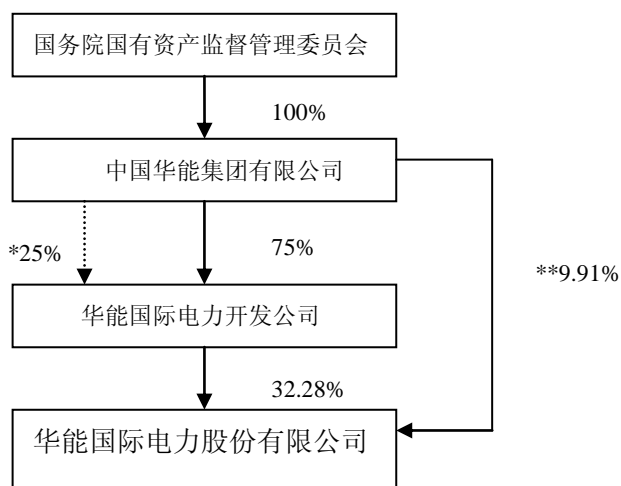 国务院国有资产监督管理委员会
100%
中国华能集团有限公司
*25%
75%
**9.91%
华能国际电力开发公司
32.28%
华能国际电力股份有限公司